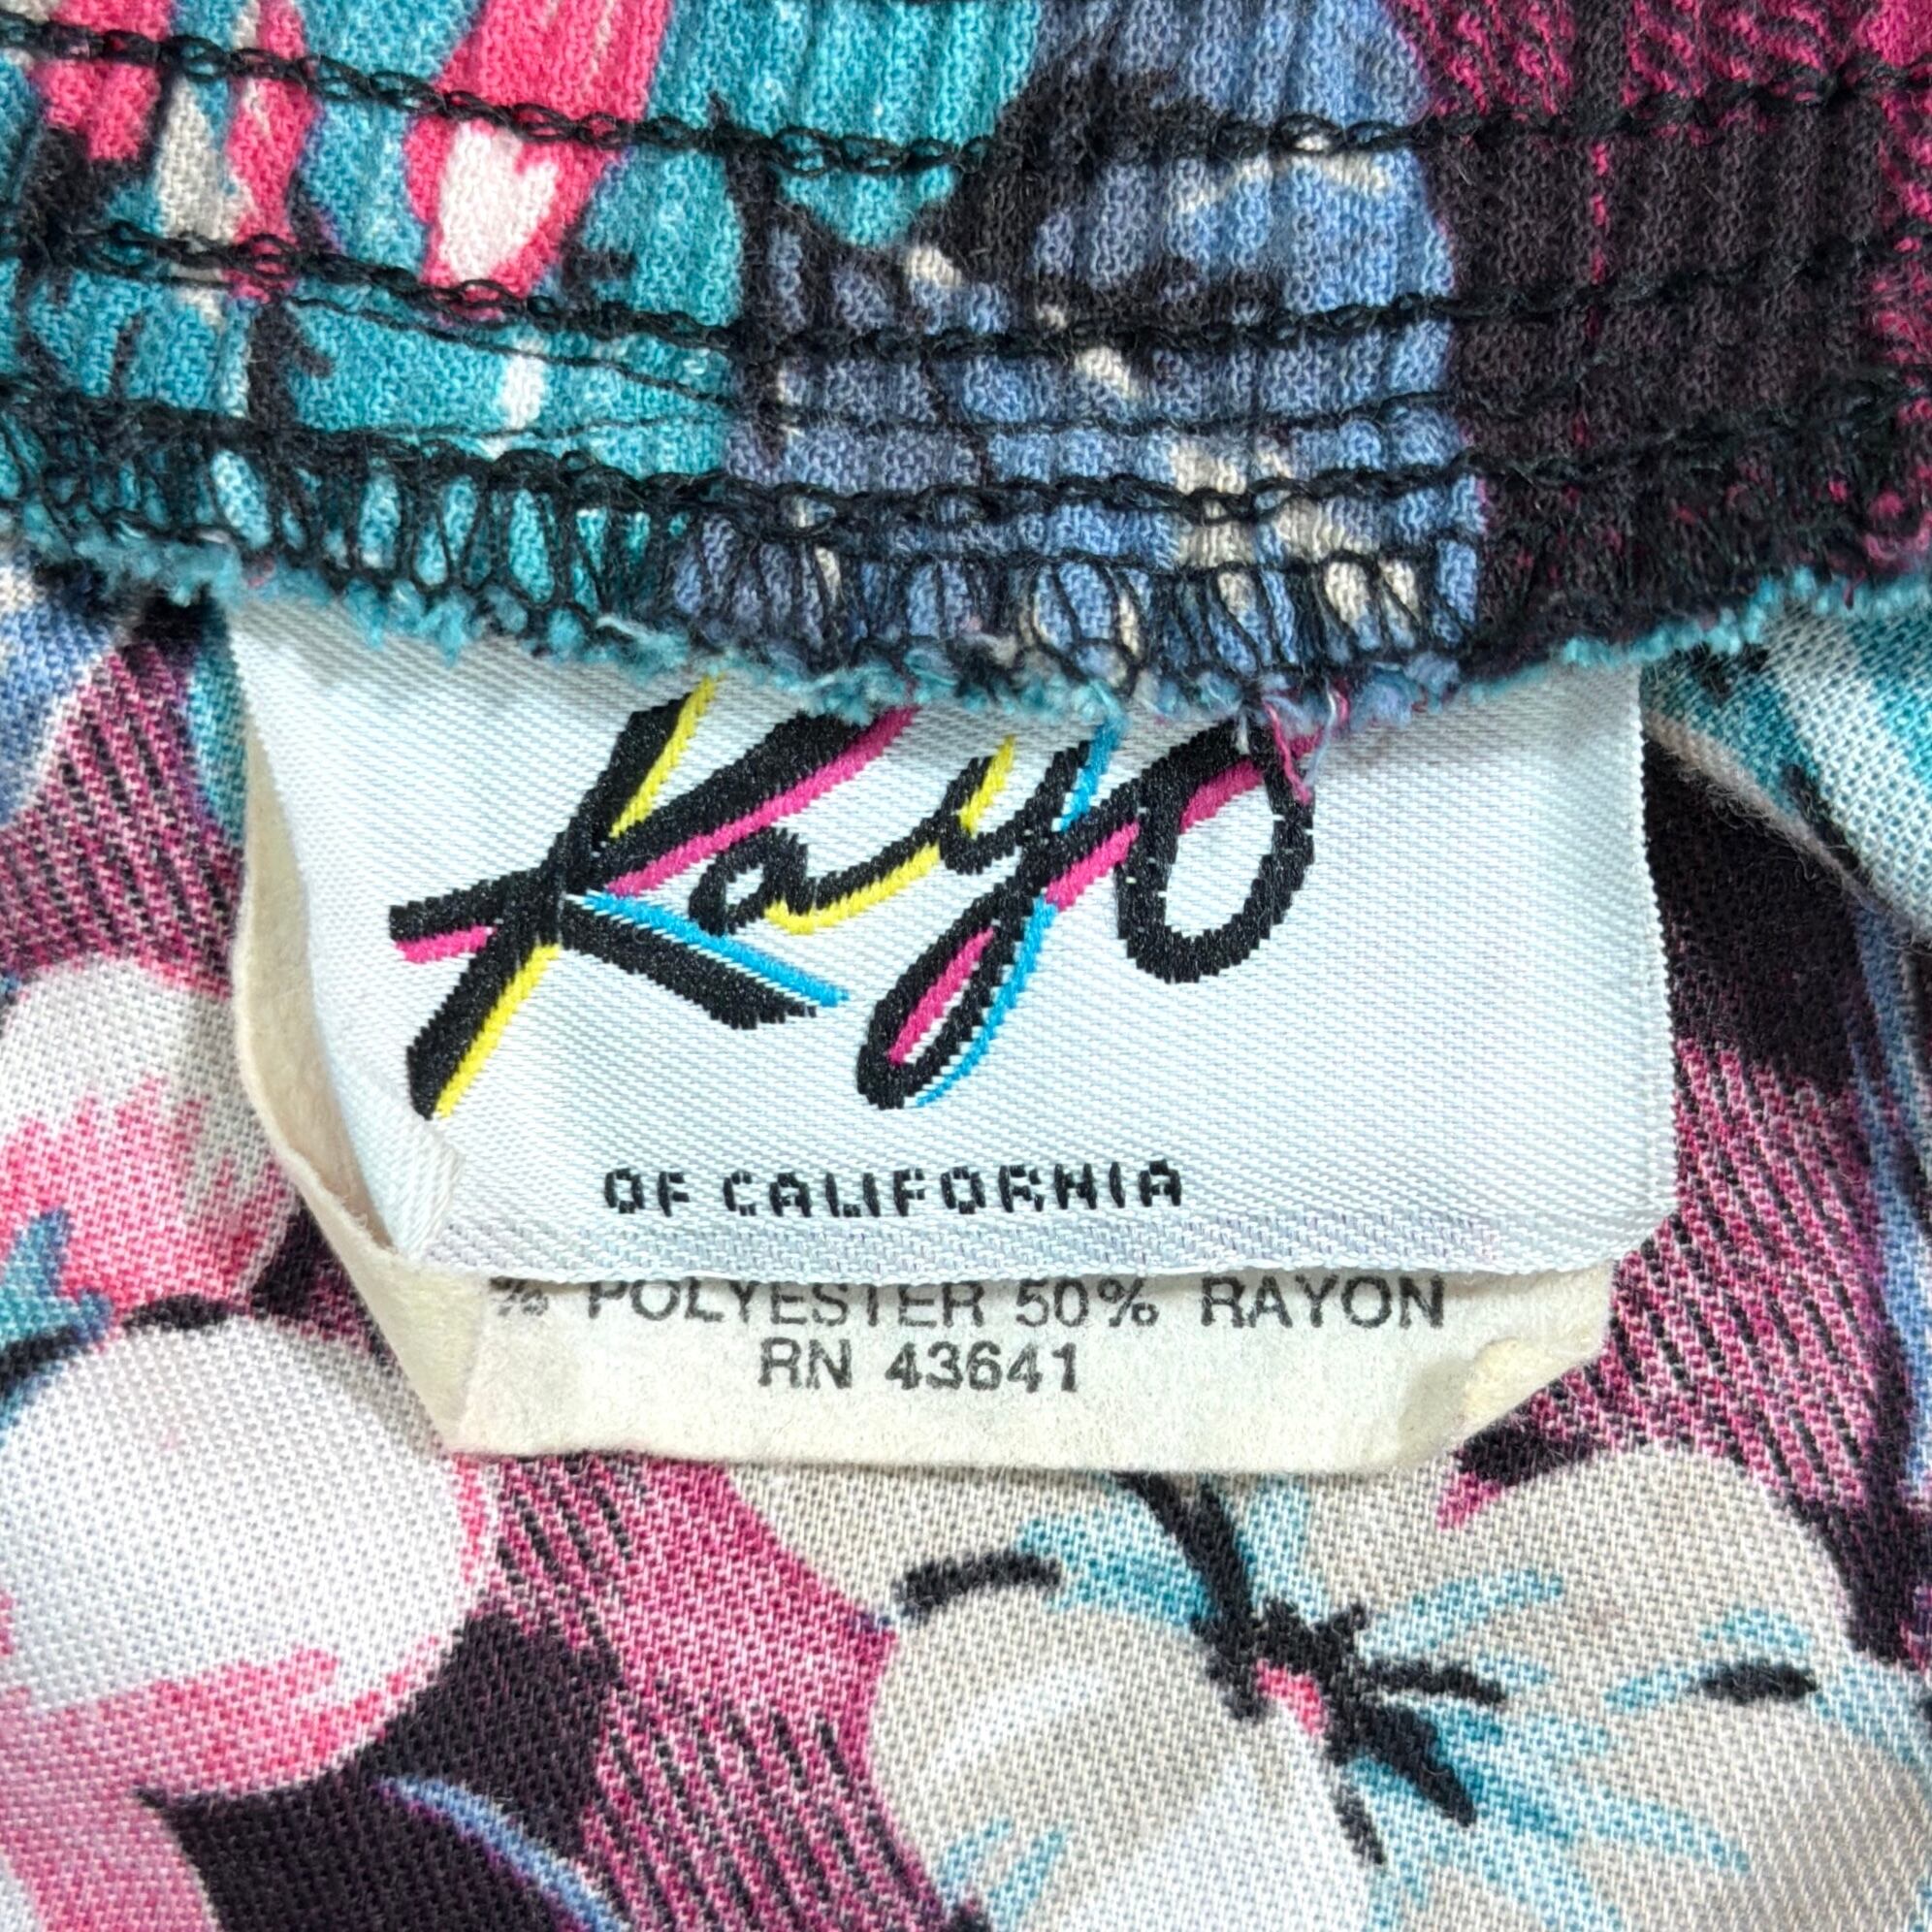 Kayo
OF CALIFORNIA
% POLYESTER 50% RAYON
RN 43641